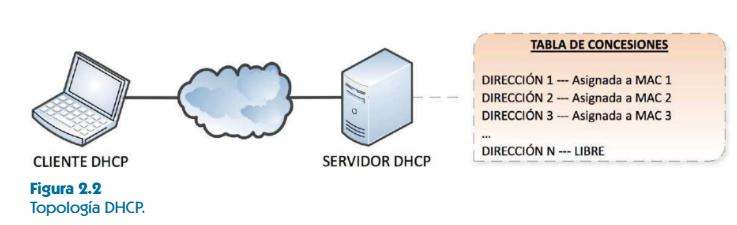 CLIENTE DHCP
SERVIDOR DHCP
TABLA DE CONCESIONES
DIRECCIÓN 1 --- Asignada a MAC 1
DIRECCIÓN 2 --- Asignada a MAC 2
DIRECCIÓN 3 --- Asignada a MAC 3
...
DIRECCIÓN N --- LIBRE
Figura 2.2
Topología DHCP.